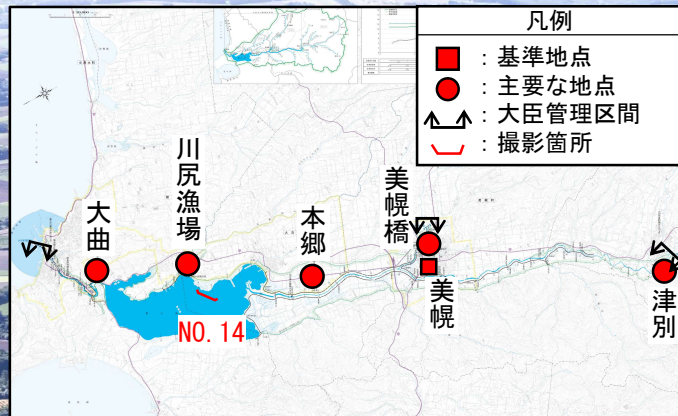 凡例
：基準地点
：主要な地点
：大臣管理区間
：撮影箇所
大曲
川尻漁場
本郷
美幌橋
美幌
津別
NO. 14